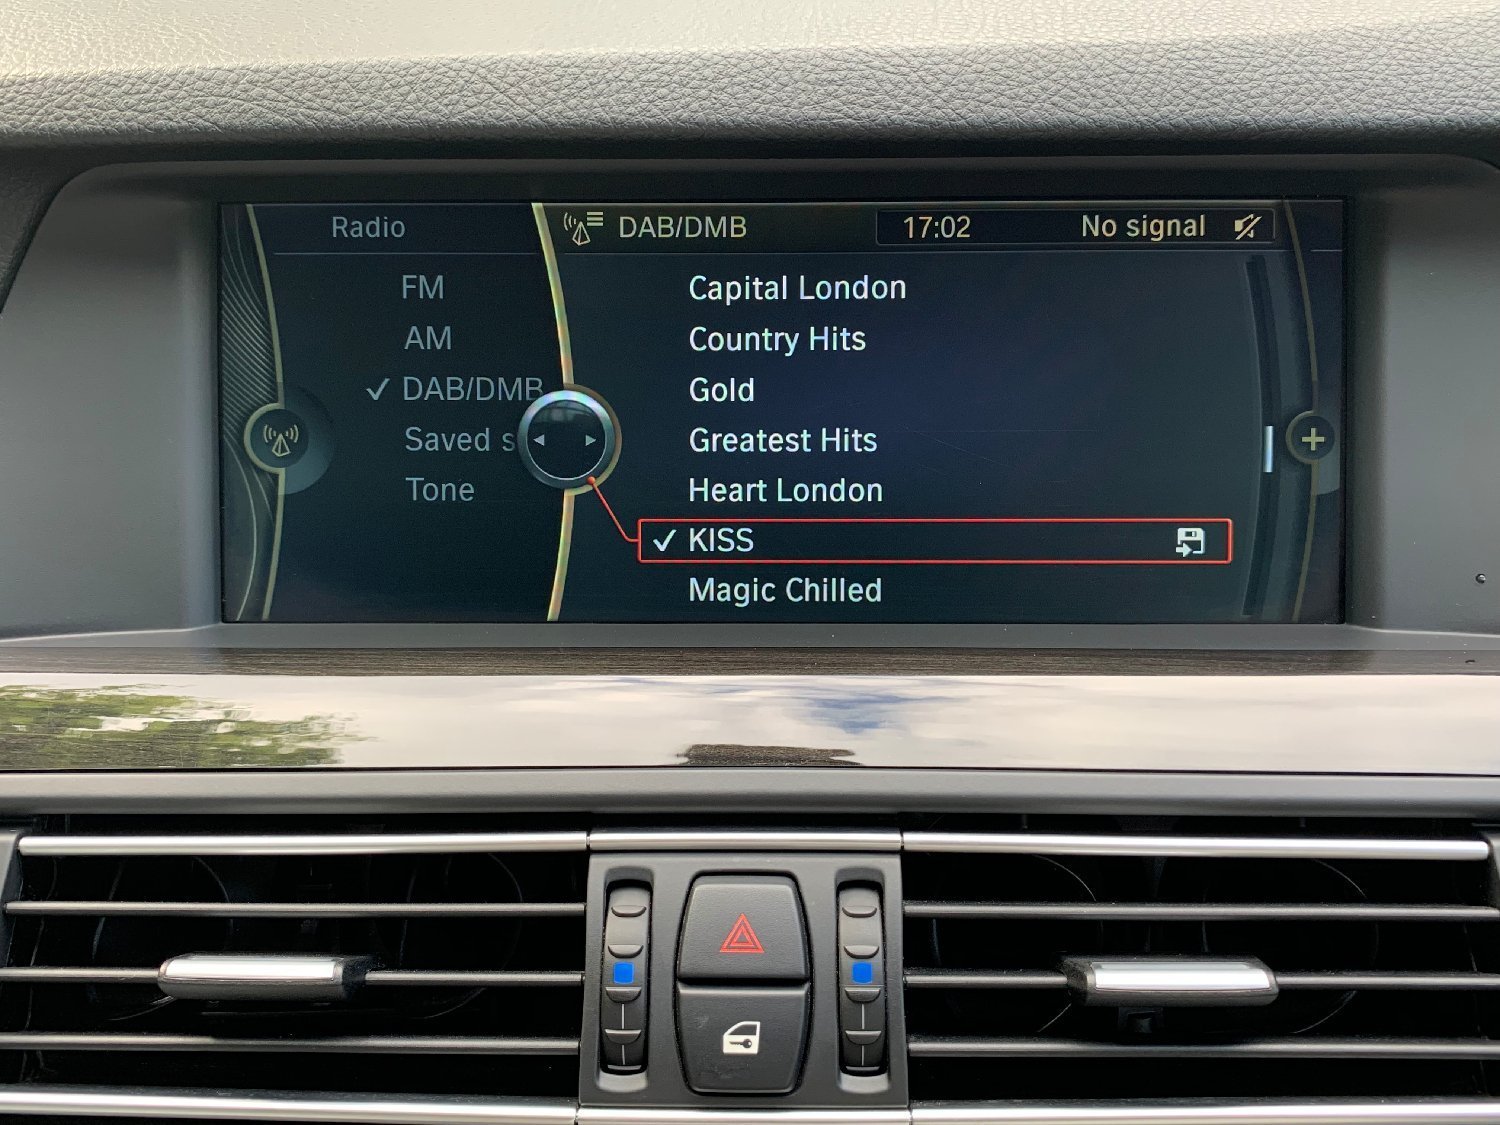 Radio
DAB/DMB
17:02
No signal
FM
AM
DAB/DMB
Saved s
Tone
Capital London
Country Hits
Gold
Greatest Hits
Heart London
KISS
Magic Chilled